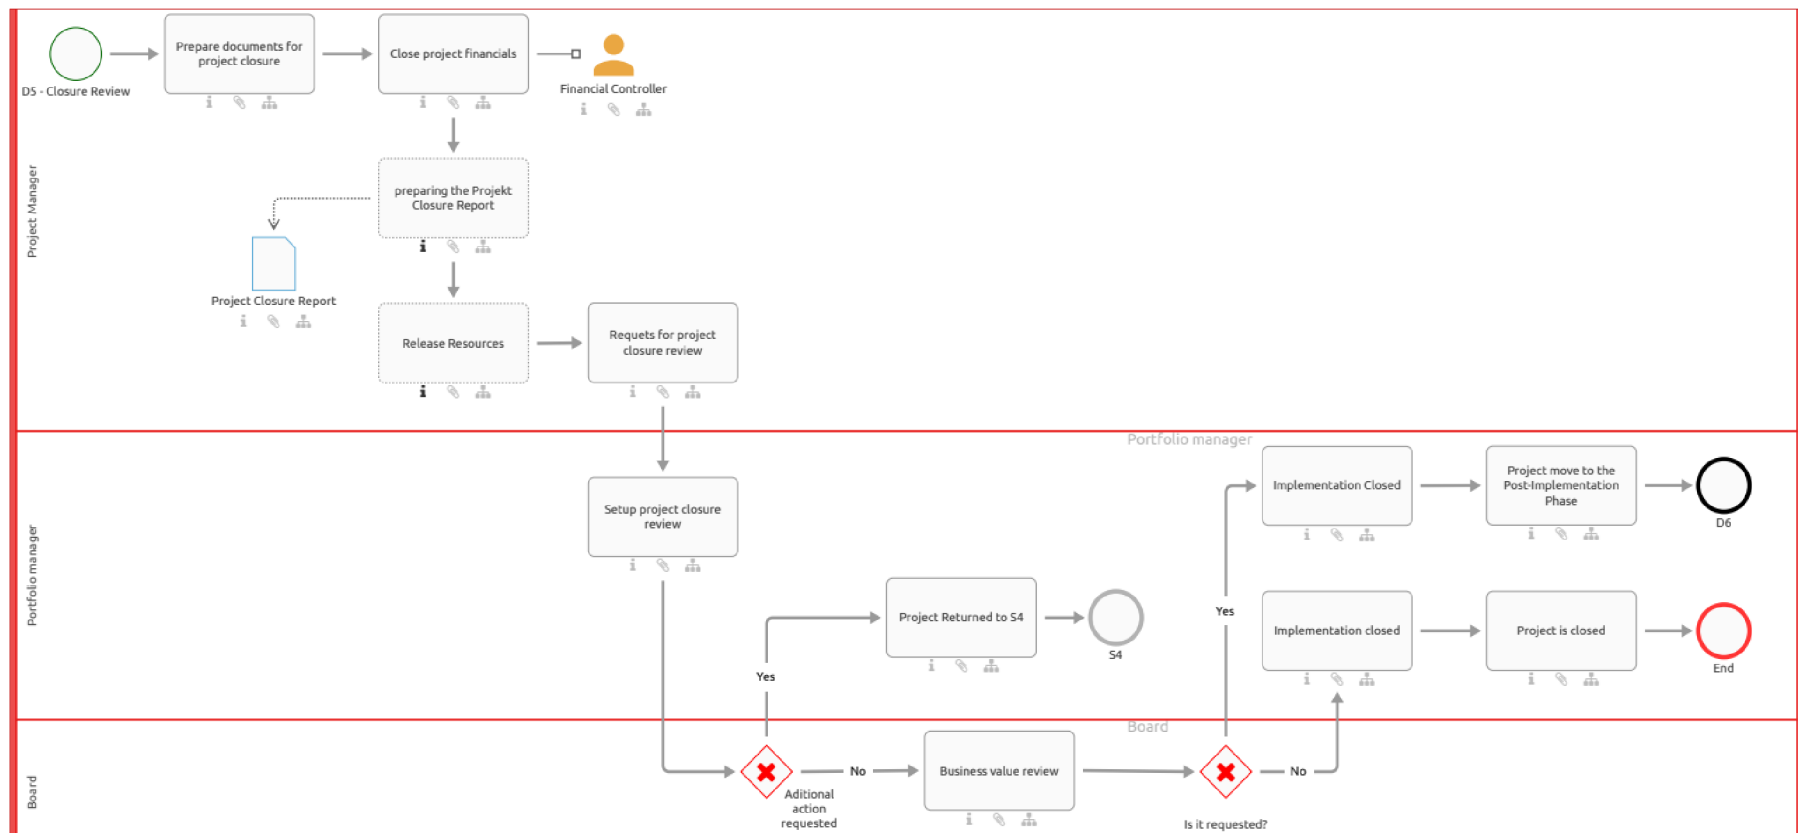 Project Manager
D5 - Closure Review
Prepare documents for
project closure
Close project financials
Financial Controller
preparing the Projekt
Closure Report
Project Closure Report
Release Resources
Requets for project
closure review
Portfolio manager
Portfolio manager
Setup project closure
review
Yes
Project Returned to S4
S4
Yes
Implementation Closed
Project move to the
Post-Implementation
Phase
D6
Implementation closed
Project is closed
End
Board
Board
Aditional
action
requested
No
Business value review
Is it requested?
No